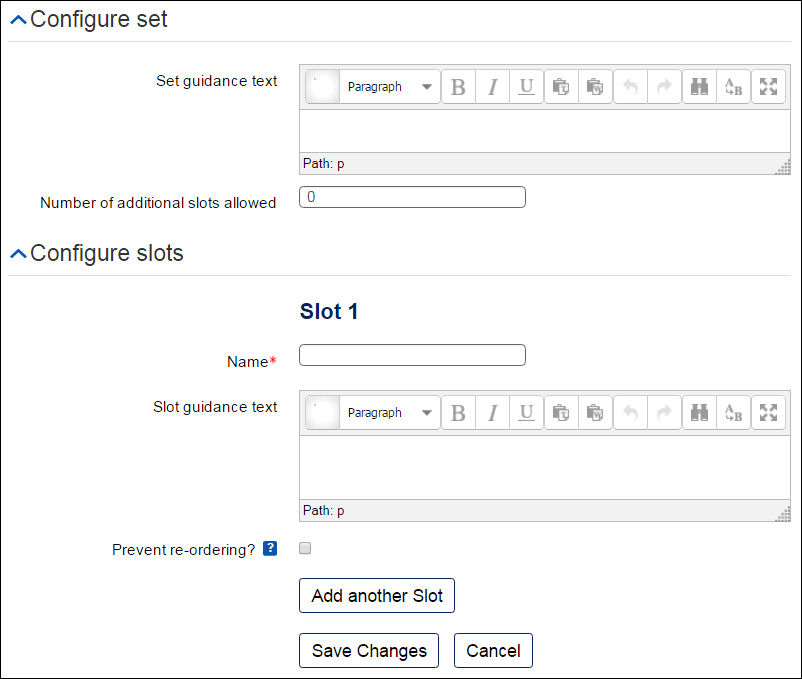 Configure set
Set guidance text
Paragraph B I U
Path: p
Number of additional slots allowed 0
Configure slots
Slot 1
Name*
Slot guidance text
Paragraph B I U
Path: p
Prevent re-ordering? ?
Add another Slot
Save Changes Cancel